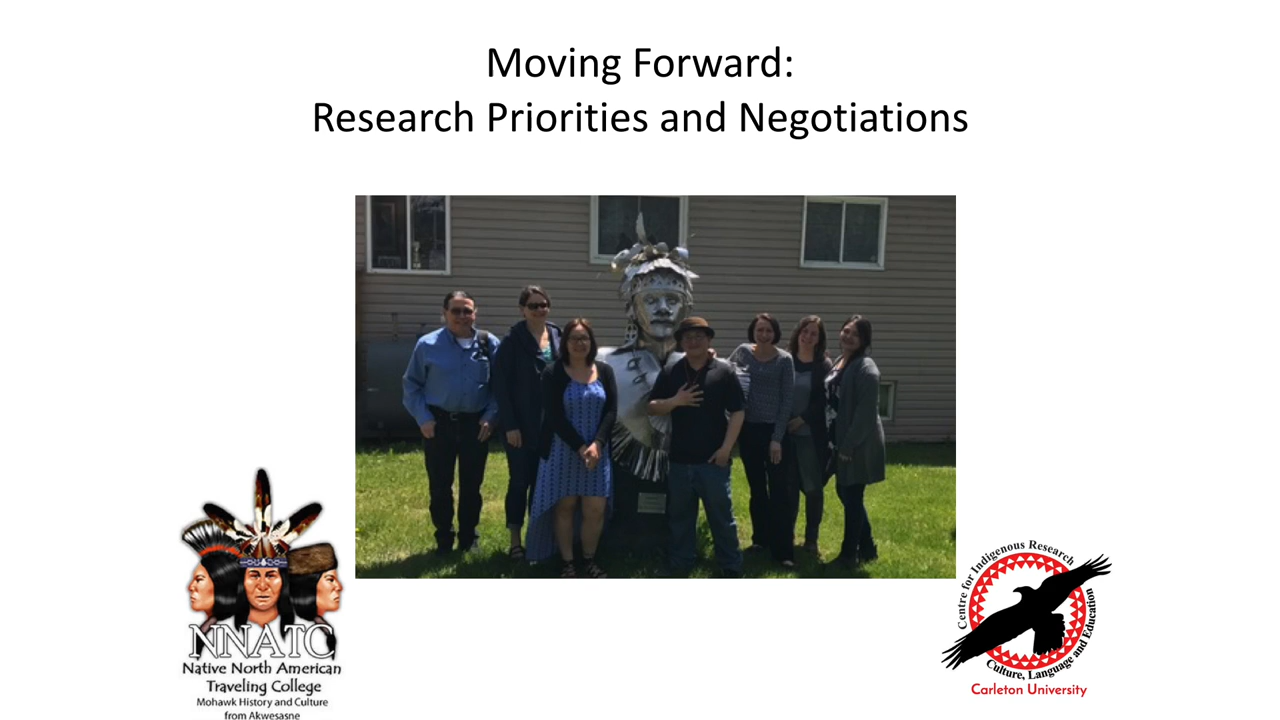 Moving Forward:
Research Priorities and Negotiations
NNATC
Native North American
Traveling College
Mohawk History and Culture
from Akwesasne
Centre for Indigenous Research
Culture, Language and Education
Carleton University